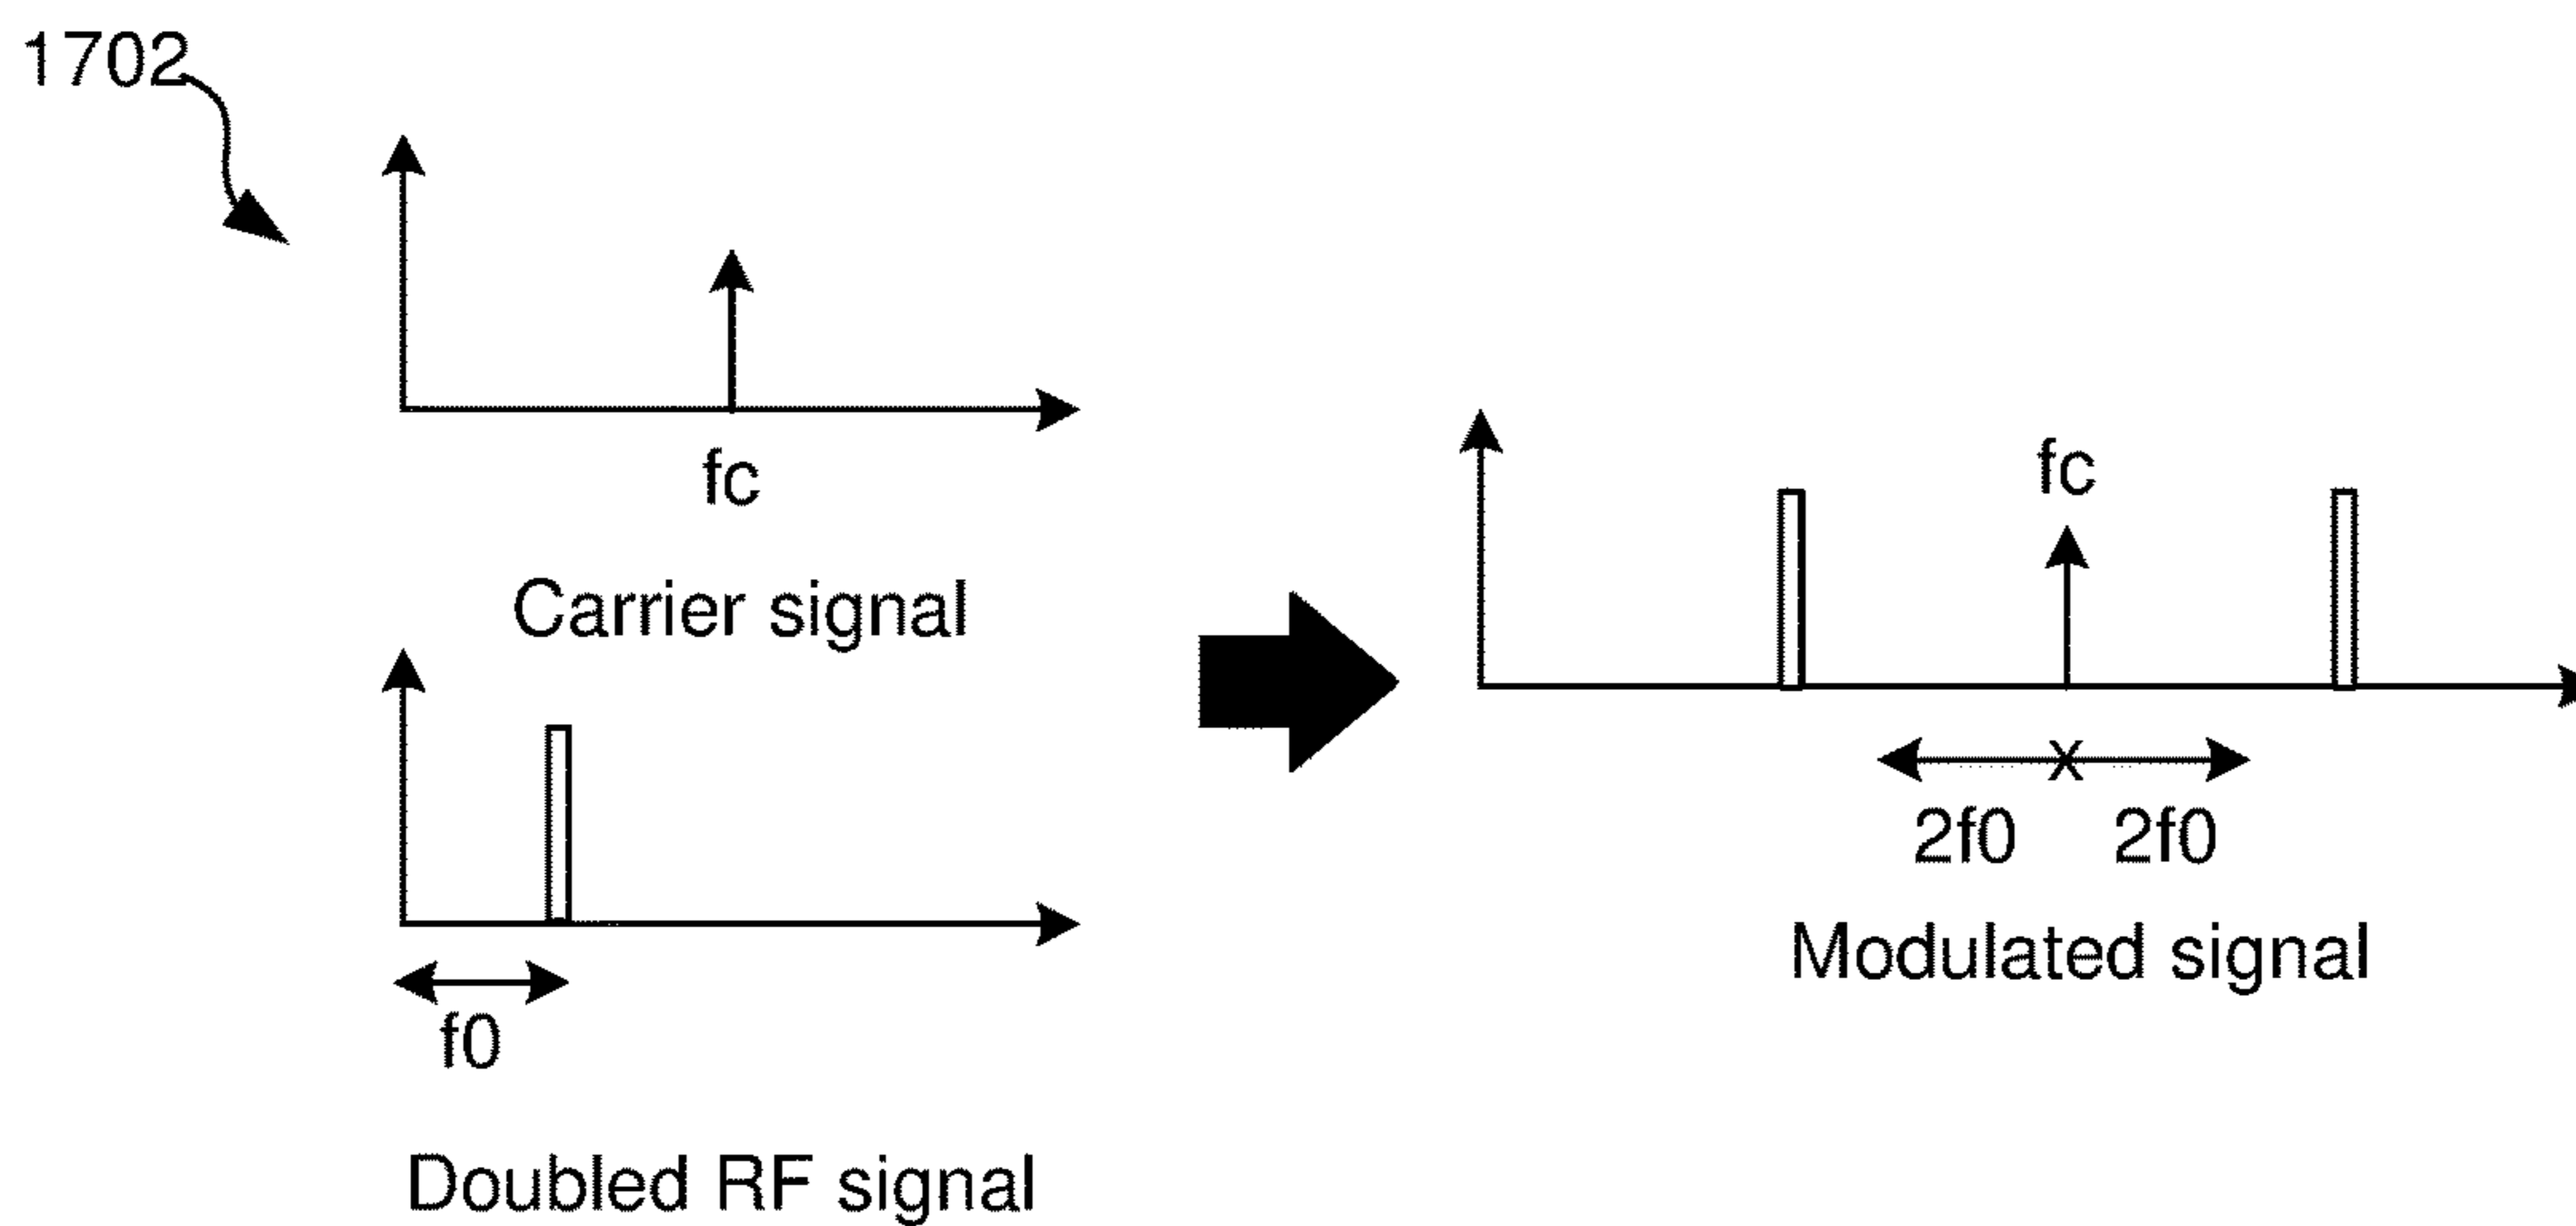 1702
fc
Carrier signal
f0
Doubled RF signal
fc
x
2f0 2f0
Modulated signal